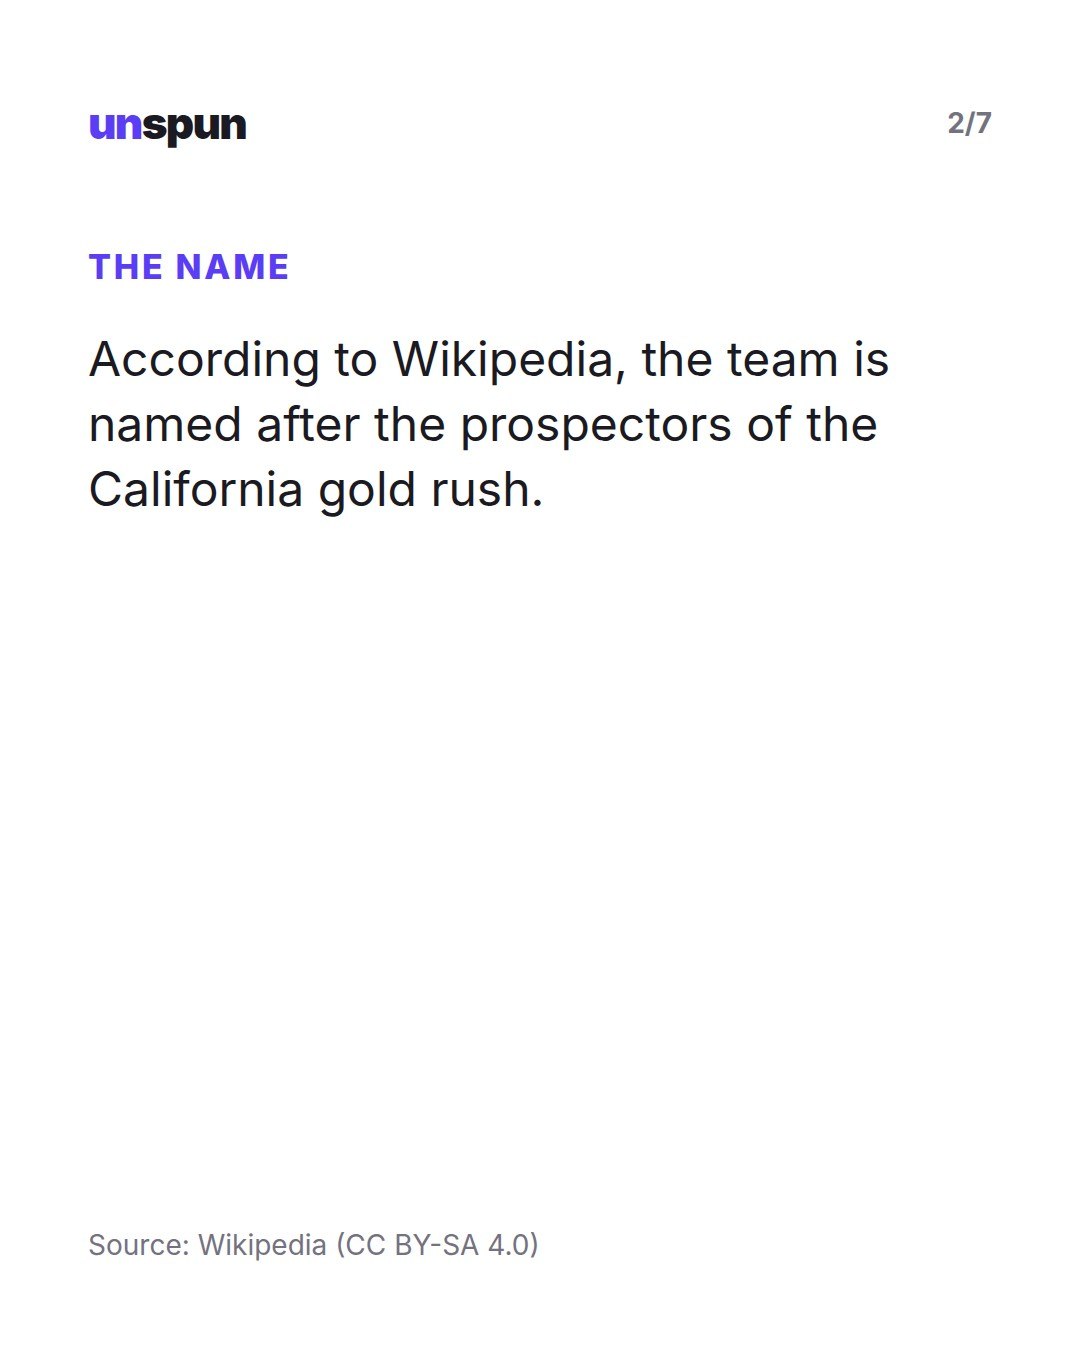 unspun
2/7
THE NAME
According to Wikipedia, the team is
named after the prospectors of the
California gold rush.
Source: Wikipedia (CC BY-SA 4.0)